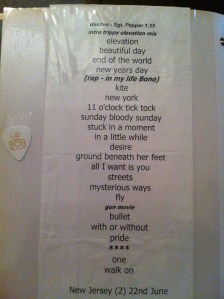 beatles - Sgt. Pepper 1.55
intro trippy elevation mix
elevation
beautiful day
end of the world
new years day
(rap - in my life Bono)
kite
new york
11 o'clock tick tock
sunday bloody sunday
stuck in a moment
in a little while
desire
ground beneath her feet
all I want is you
streets
mysterious ways
fly
gun movie
bullet
with or without
pride
****
one
walk on
New Jersey (2) 22nd June